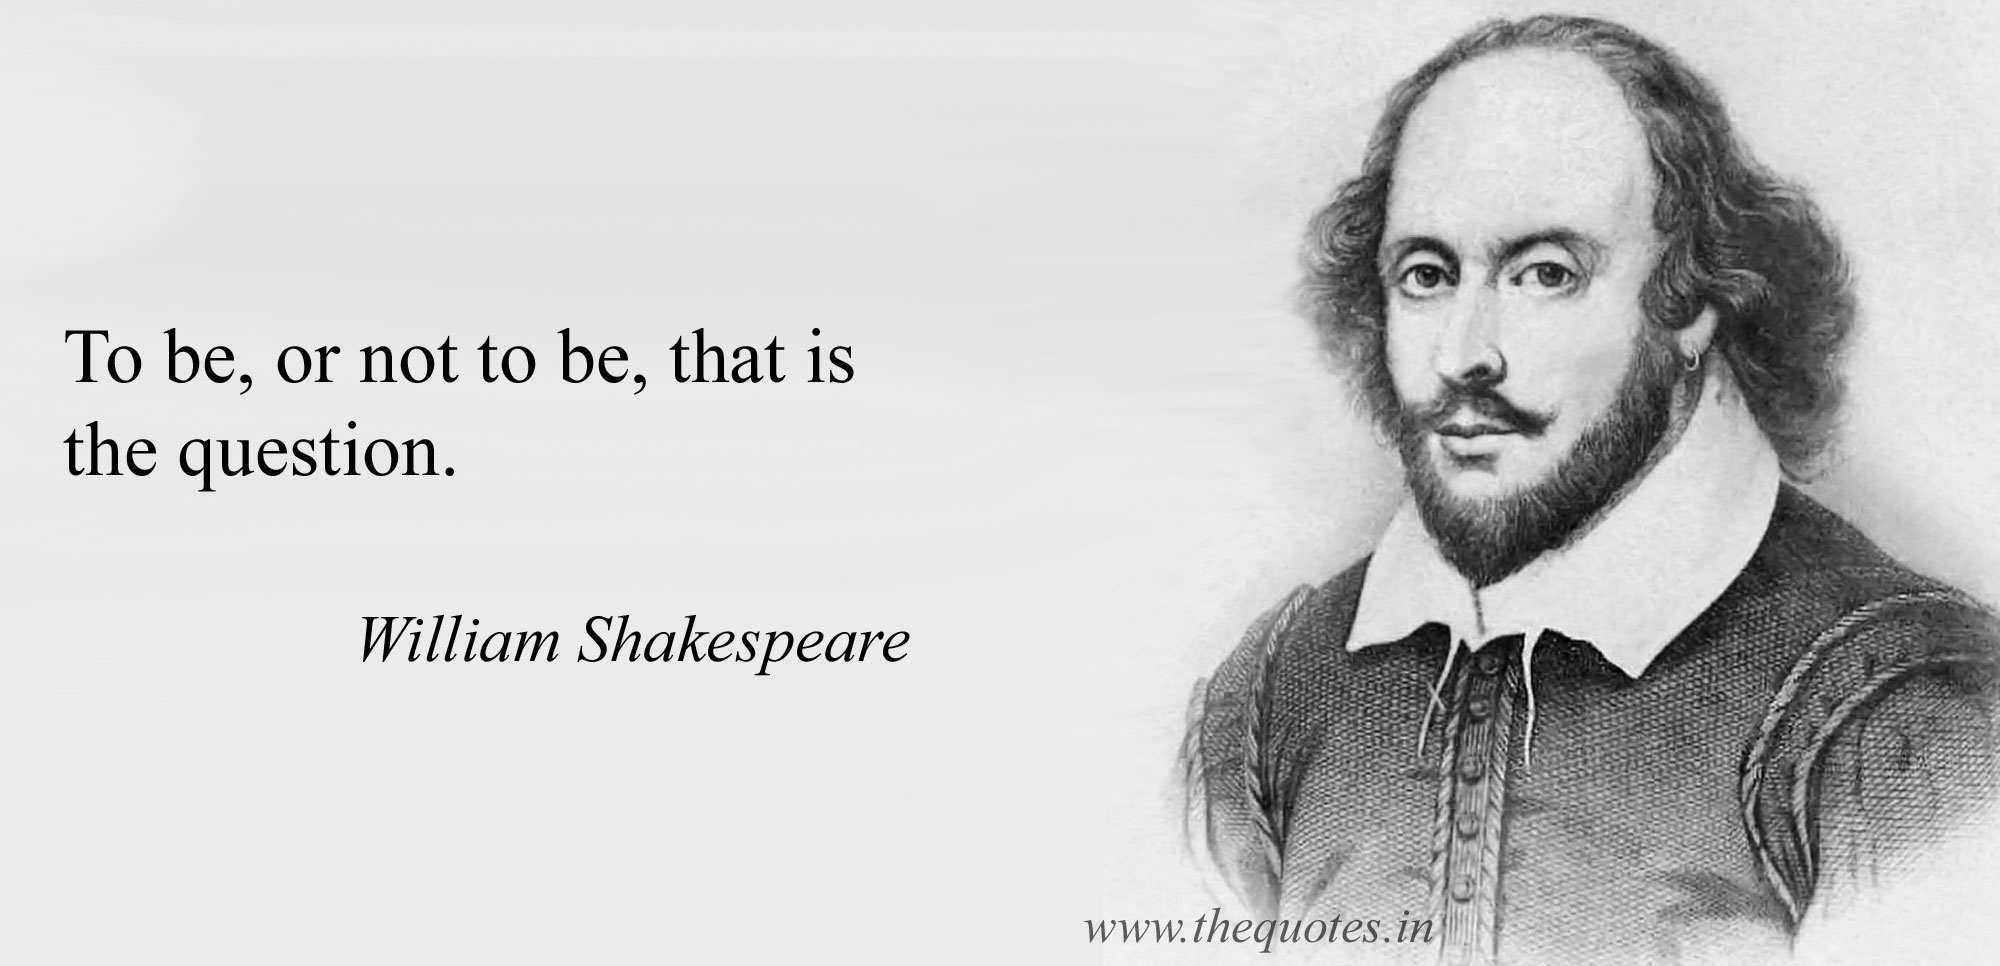 To be, or not to be, that is
the question.
William Shakespeare
www.thequotes.in